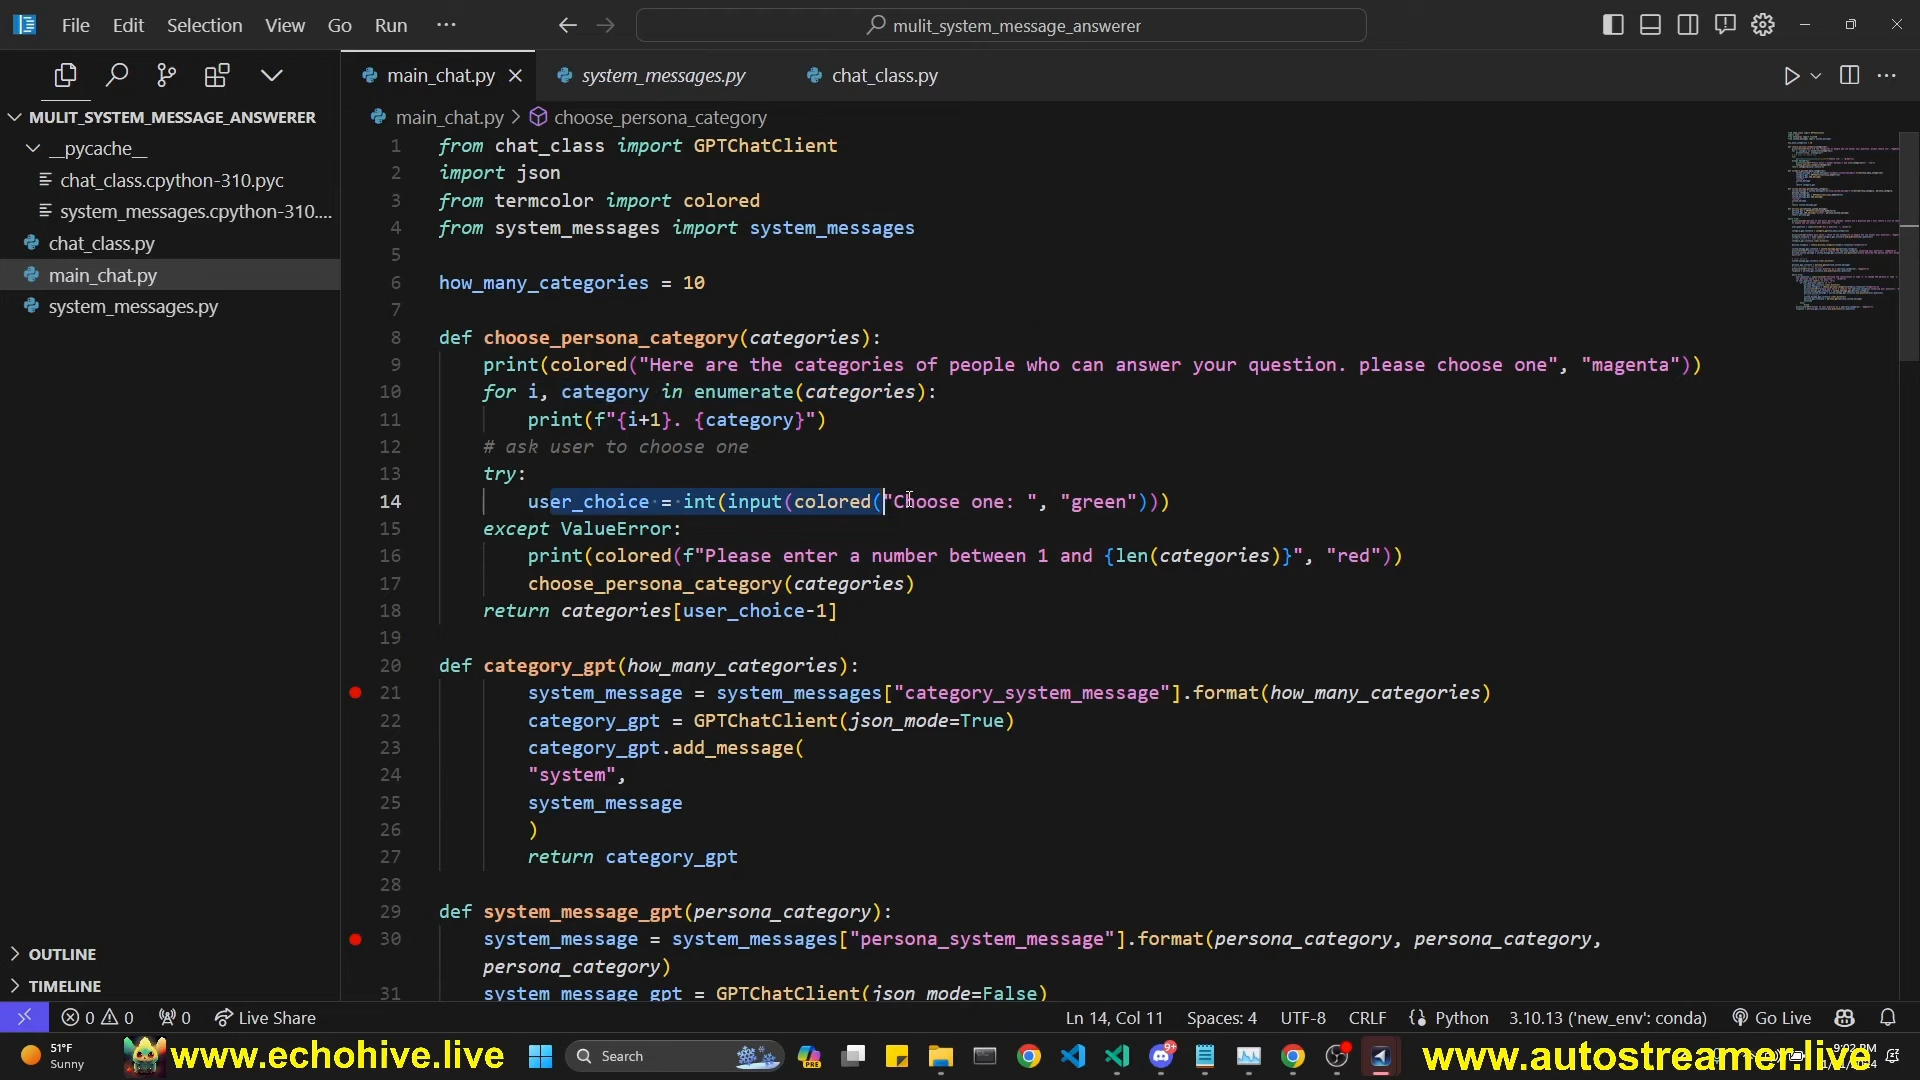 File Edit Selection View Go Run ···
mulit_system_message_answerer
main_chat.py system_messages.py chat_class.py
MULIT_SYSTEM_MESSAGE_ANSWERER
__pycache__
chat_class.cpython-310.pyc
system_messages.cpython-310....
chat_class.py
main_chat.py
system_messages.py
OUTLINE
TIMELINE
main_chat.py > choose_persona_category
1 from chat_class import GPTChatClient
2 import json
3 from termcolor import colored
4 from system_messages import system_messages
5
6 how_many_categories = 10
7
8 def choose_persona_category(categories):
9 print(colored("Here are the categories of people who can answer your question. please choose one", "magenta"))
10 for i, category in enumerate(categories):
11 print(f"{i+1}. {category}")
12 # ask user to choose one
13 try:
14 user_choice = int(input(colored("Choose one: ", "green")))
15 except ValueError:
16 print(colored(f"Please enter a number between 1 and {len(categories)}", "red"))
17 choose_persona_category(categories)
18 return categories[user_choice-1]
19
20 def category_gpt(how_many_categories):
21 system_message = system_messages["category_system_message"].format(how_many_categories)
22 category_gpt = GPTChatClient(json_mode=True)
23 category_gpt.add_message(
24 "system",
25 system_message
26 )
27 return category_gpt
28
29 def system_message_gpt(persona_category):
30 system_message = system_messages["persona_system_message"].format(persona_category, persona_category,
persona_category)
31 system_message_gpt = GPTChatClient(json_mode=False)
0 0 0 Live Share Ln 14, Col 11 Spaces: 4 UTF-8 CRLF Python 3.10.13 ('new_env': conda) Go Live
51°F
Sunny
www.echohive.live
Search
www.autostreamer.live